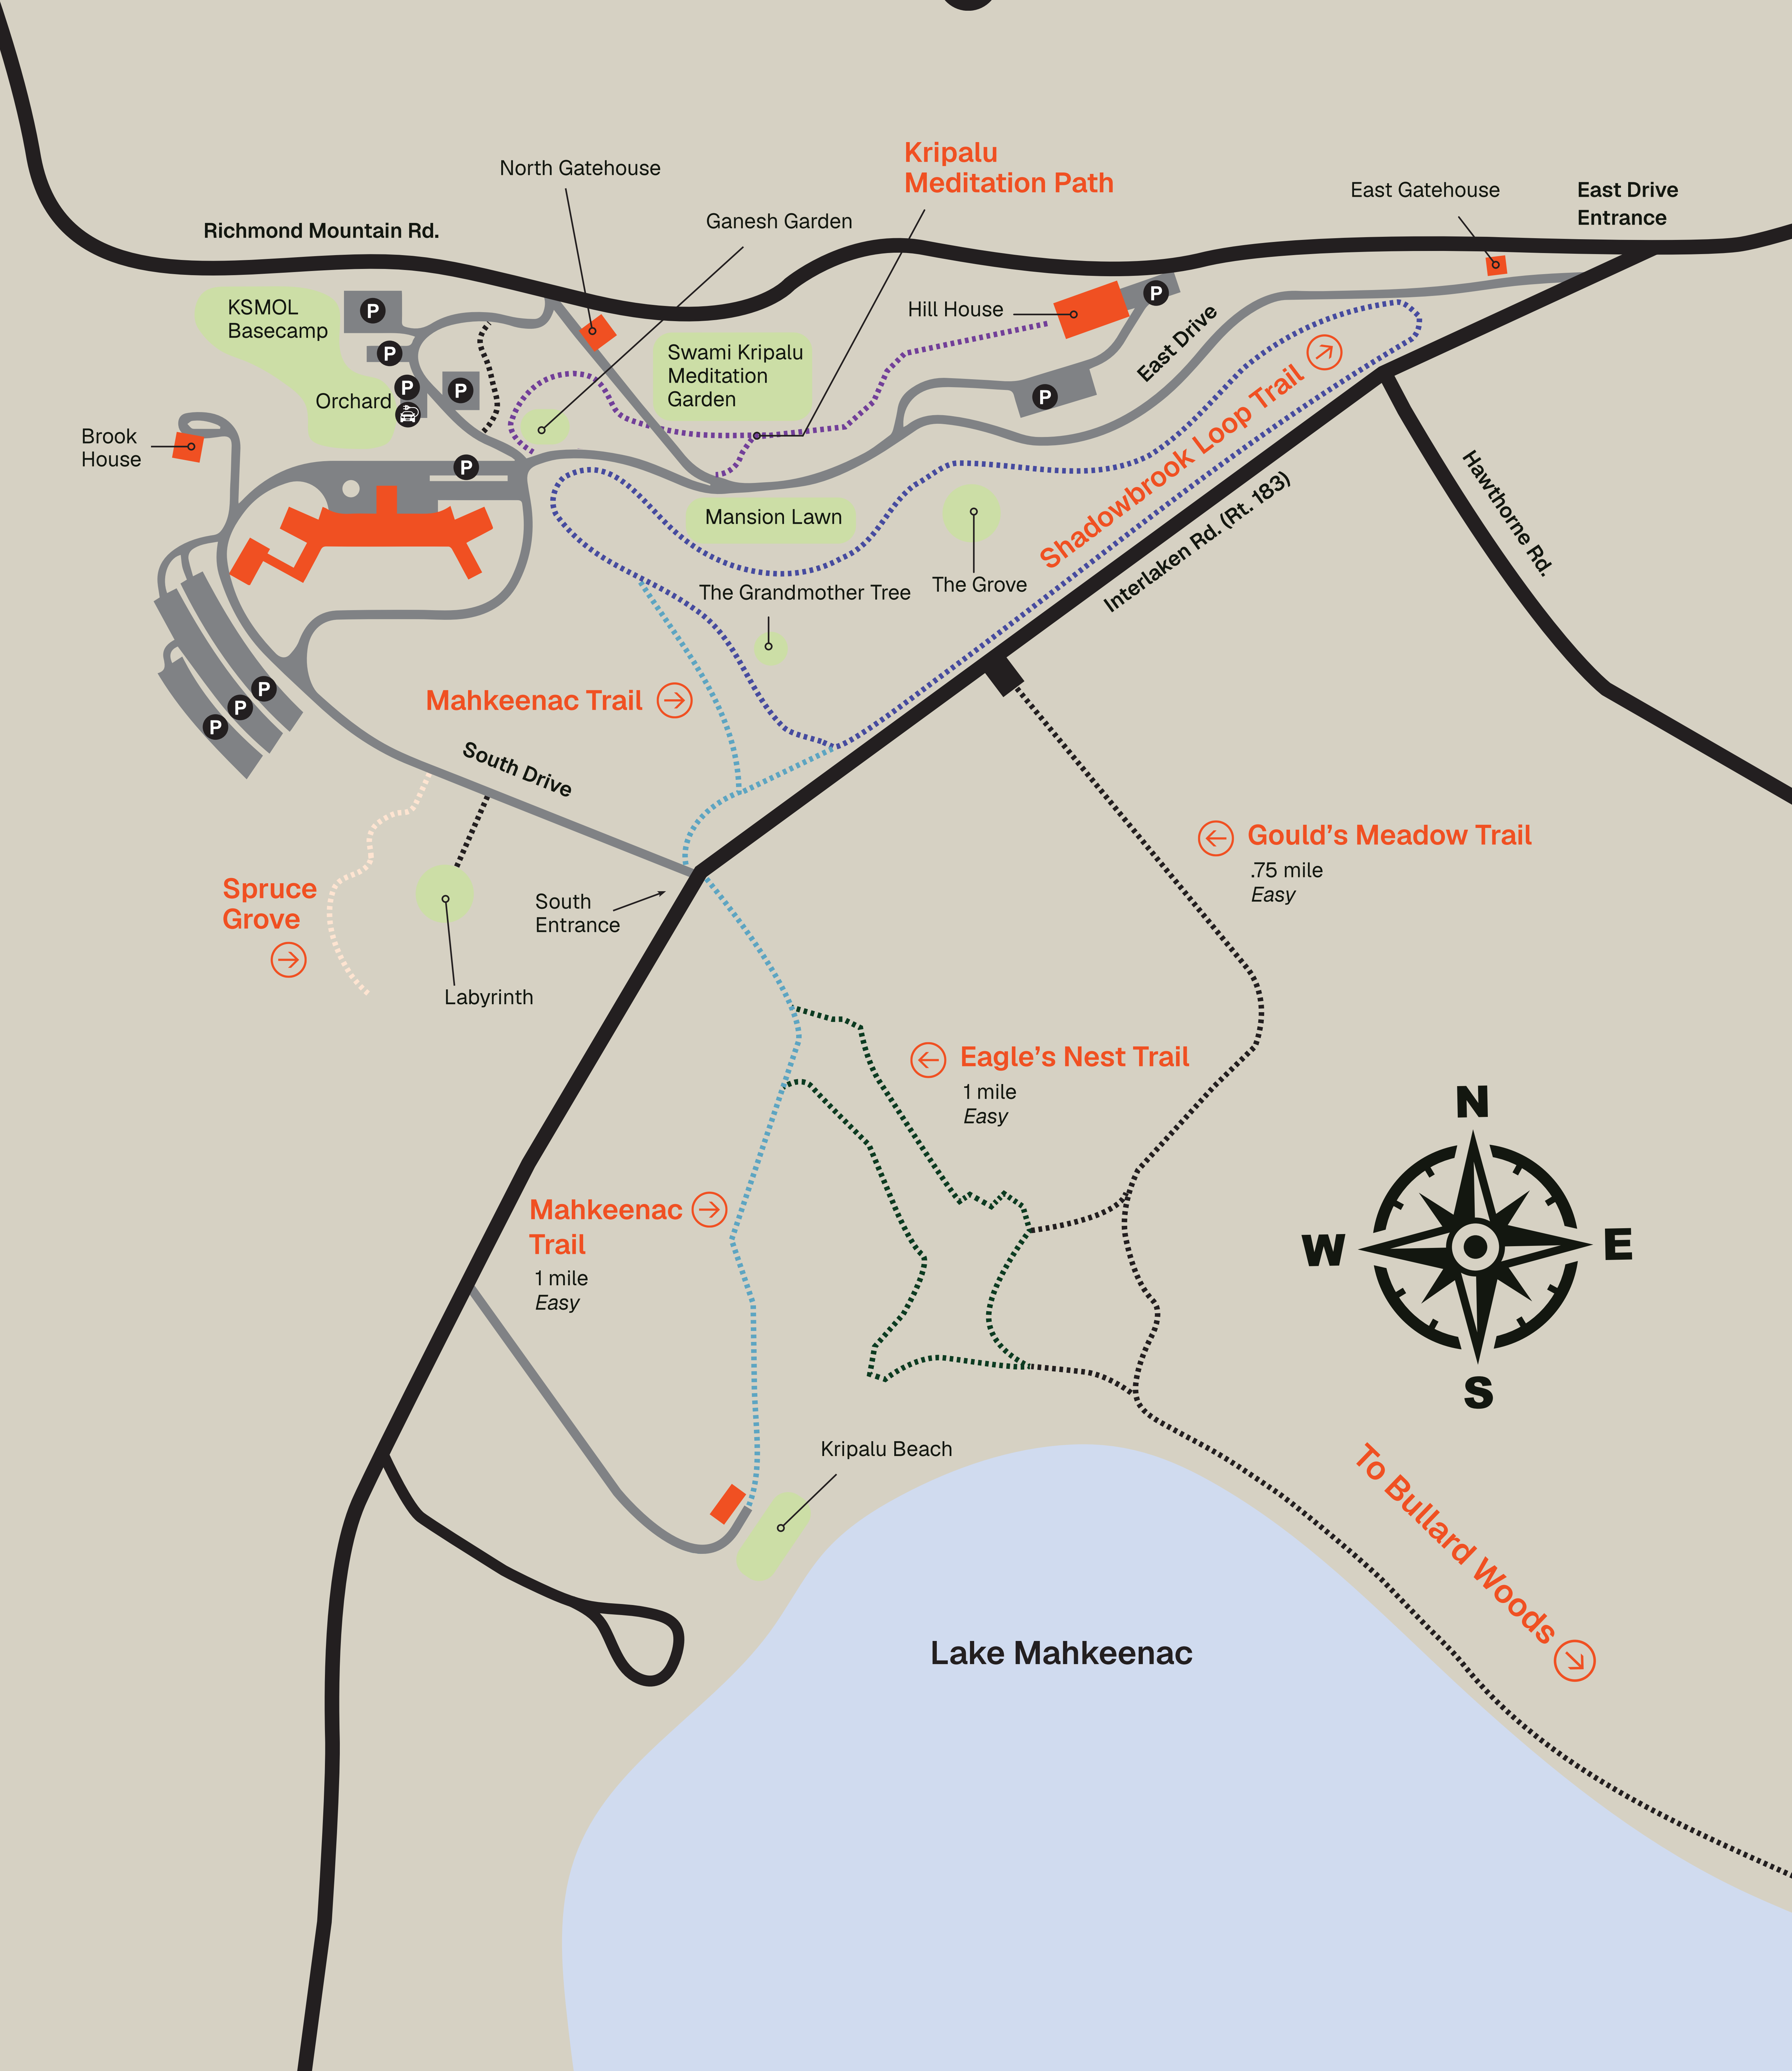 North Gatehouse
Kripalu
Meditation Path
East Gatehouse
East Drive
Entrance
Ganesh Garden
Richmond Mountain Rd.
KSMOL
Basecamp
P
P
P
P
Orchard
Hill House
P
East Drive
Swami Kripalu
Meditation
Garden
P
Shadowbrook Loop Trail
Brook
House
P
Mansion Lawn
Interlaken Rd. (Rt. 183)
Hawthorne Rd.
The Grandmother Tree
The Grove
Mahkeenac Trail
P
P
P
South Drive
Gould’s Meadow Trail
.75 mile
Easy
Spruce
Grove
South
Entrance
Labyrinth
Eagle’s Nest Trail
1 mile
Easy
N
W
E
S
Mahkeenac
Trail
1 mile
Easy
Kripalu Beach
To Bullard Woods
Lake Mahkeenac